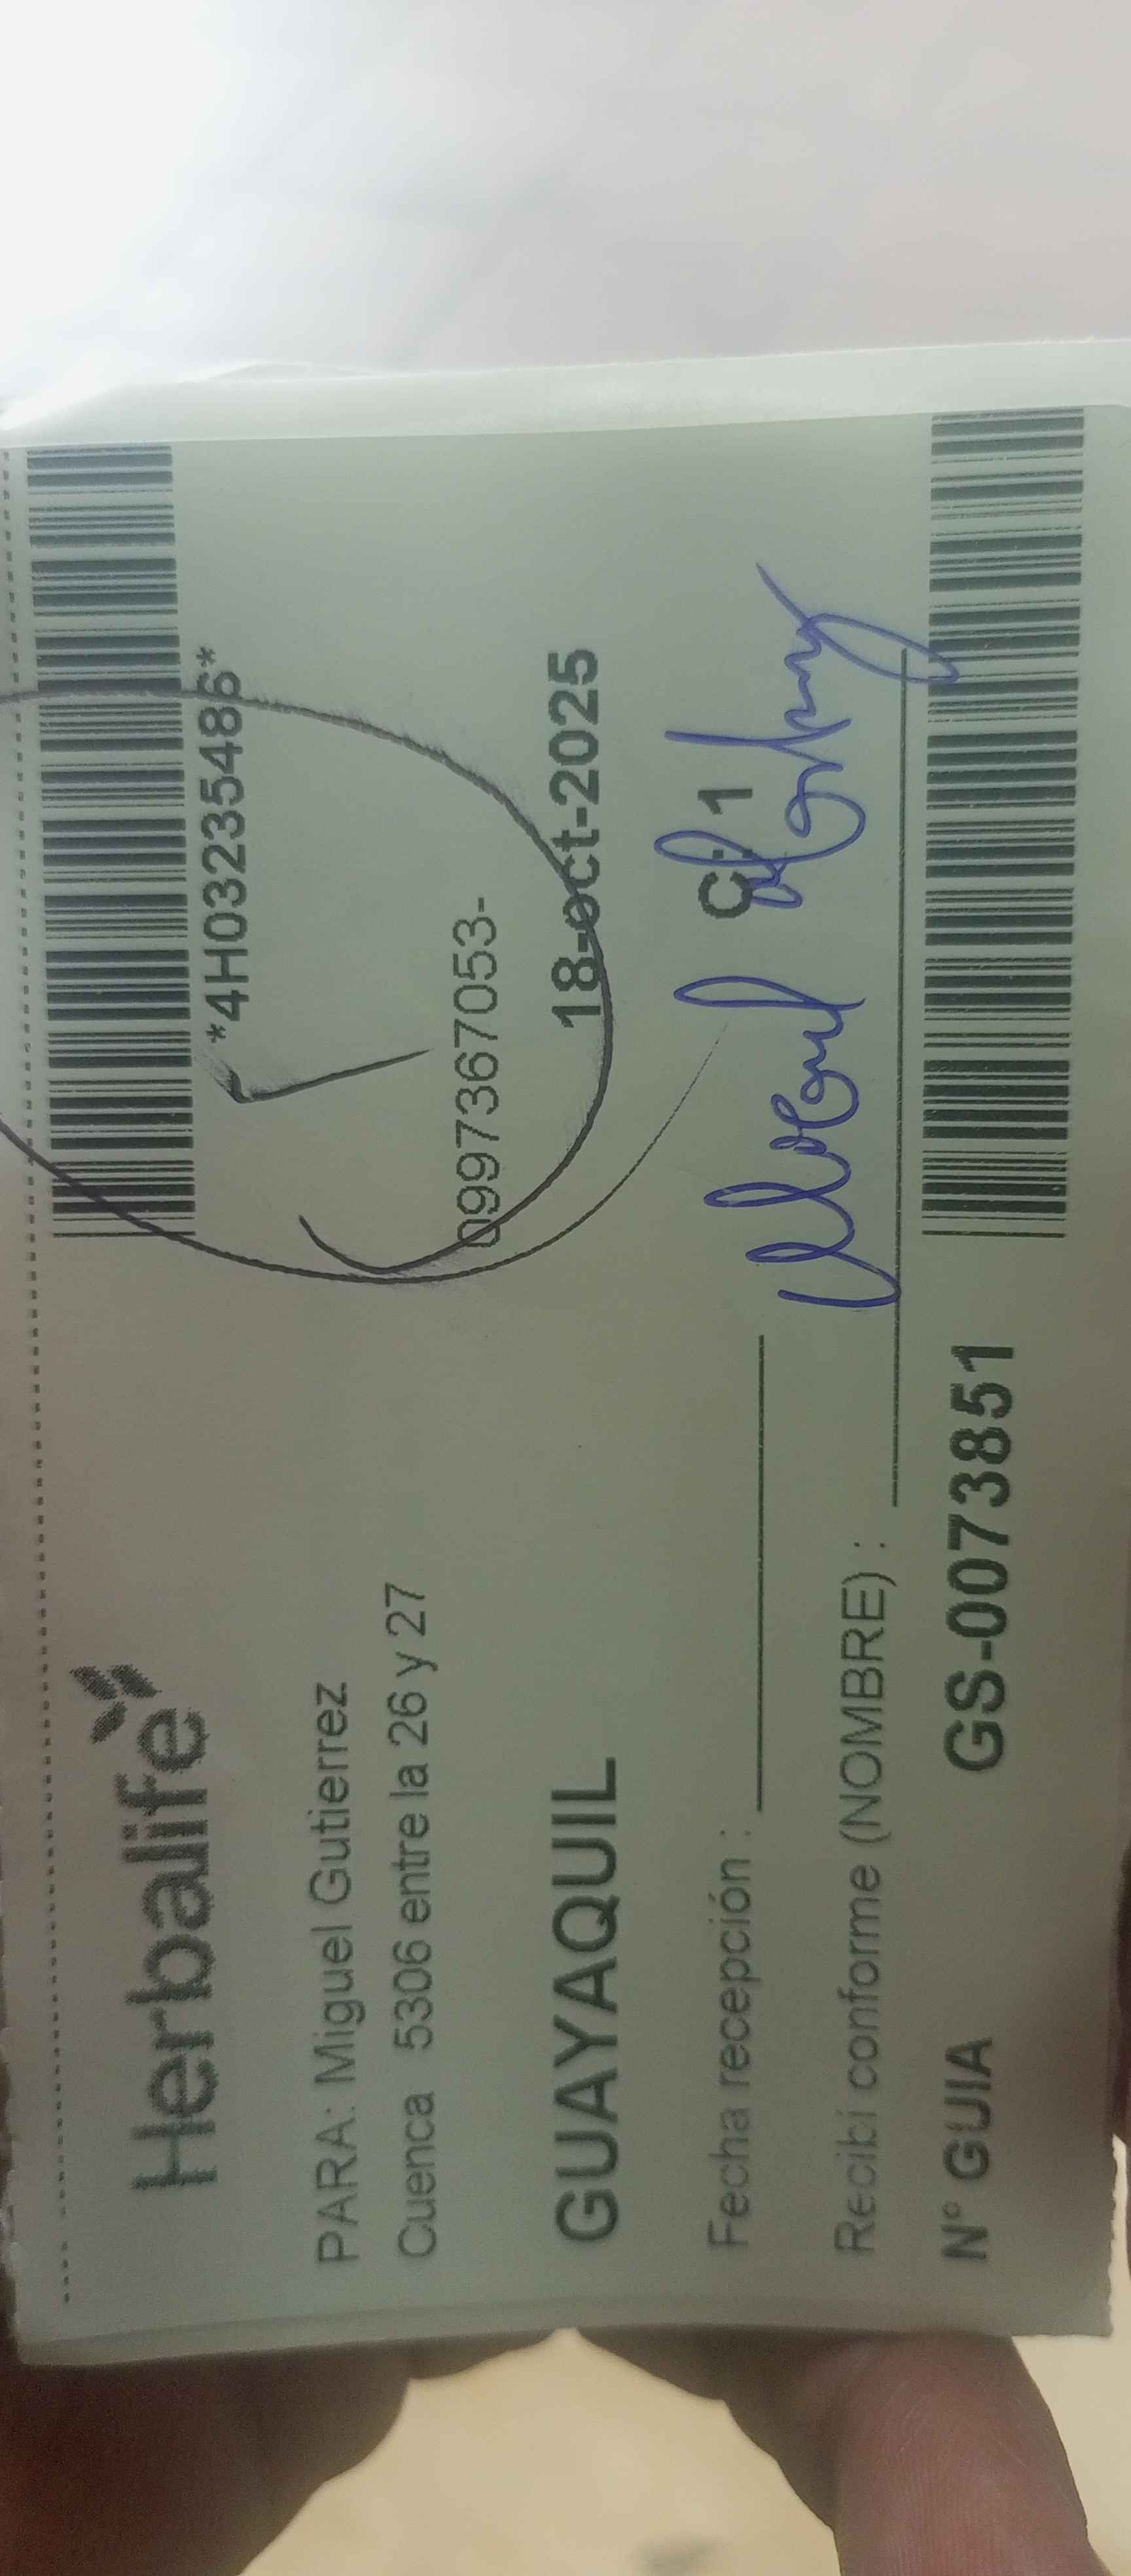 Herbalife
*4H03235486*
PARA: Miguel Gutierrez
Cuenca 5306 entre la 26 y 27
0997367053-
GUAYAQUIL
18-oct-2025
Fecha recepción :
C: 1
Recibi conforme (NOMBRE) :
N° GUIA GS-0073851